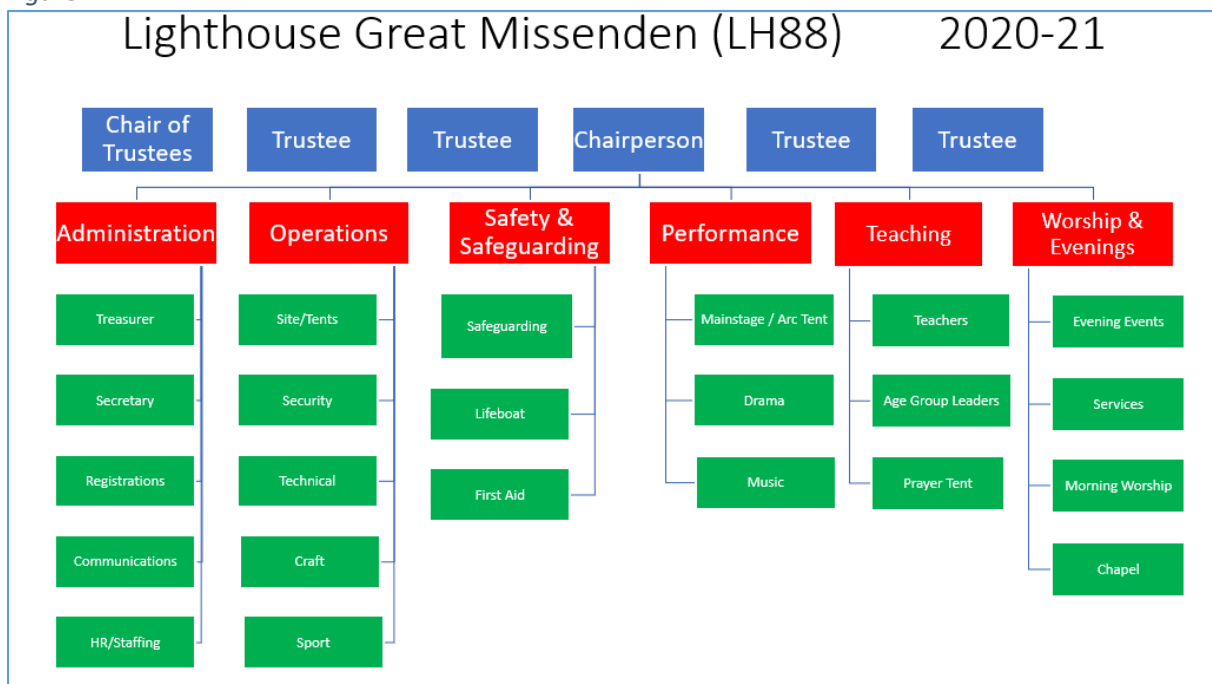 Lighthouse Great Missenden (LH88) 2020-21
Chair of
Trustees
Trustee
Trustee
Chairperson
Trustee
Trustee
Administration
Operations
Safety &
Safeguarding
Performance
Teaching
Worship &
Evenings
Treasurer
Site/Tents
Safeguarding
Mainstage / Arc Tent
Teachers
Evening Events
Secretary
Security
Lifeboat
Drama
Age Group Leaders
Services
Registrations
Technical
First Aid
Music
Prayer Tent
Morning Worship
Communications
Craft
Chapel
HR/Staffing
Sport